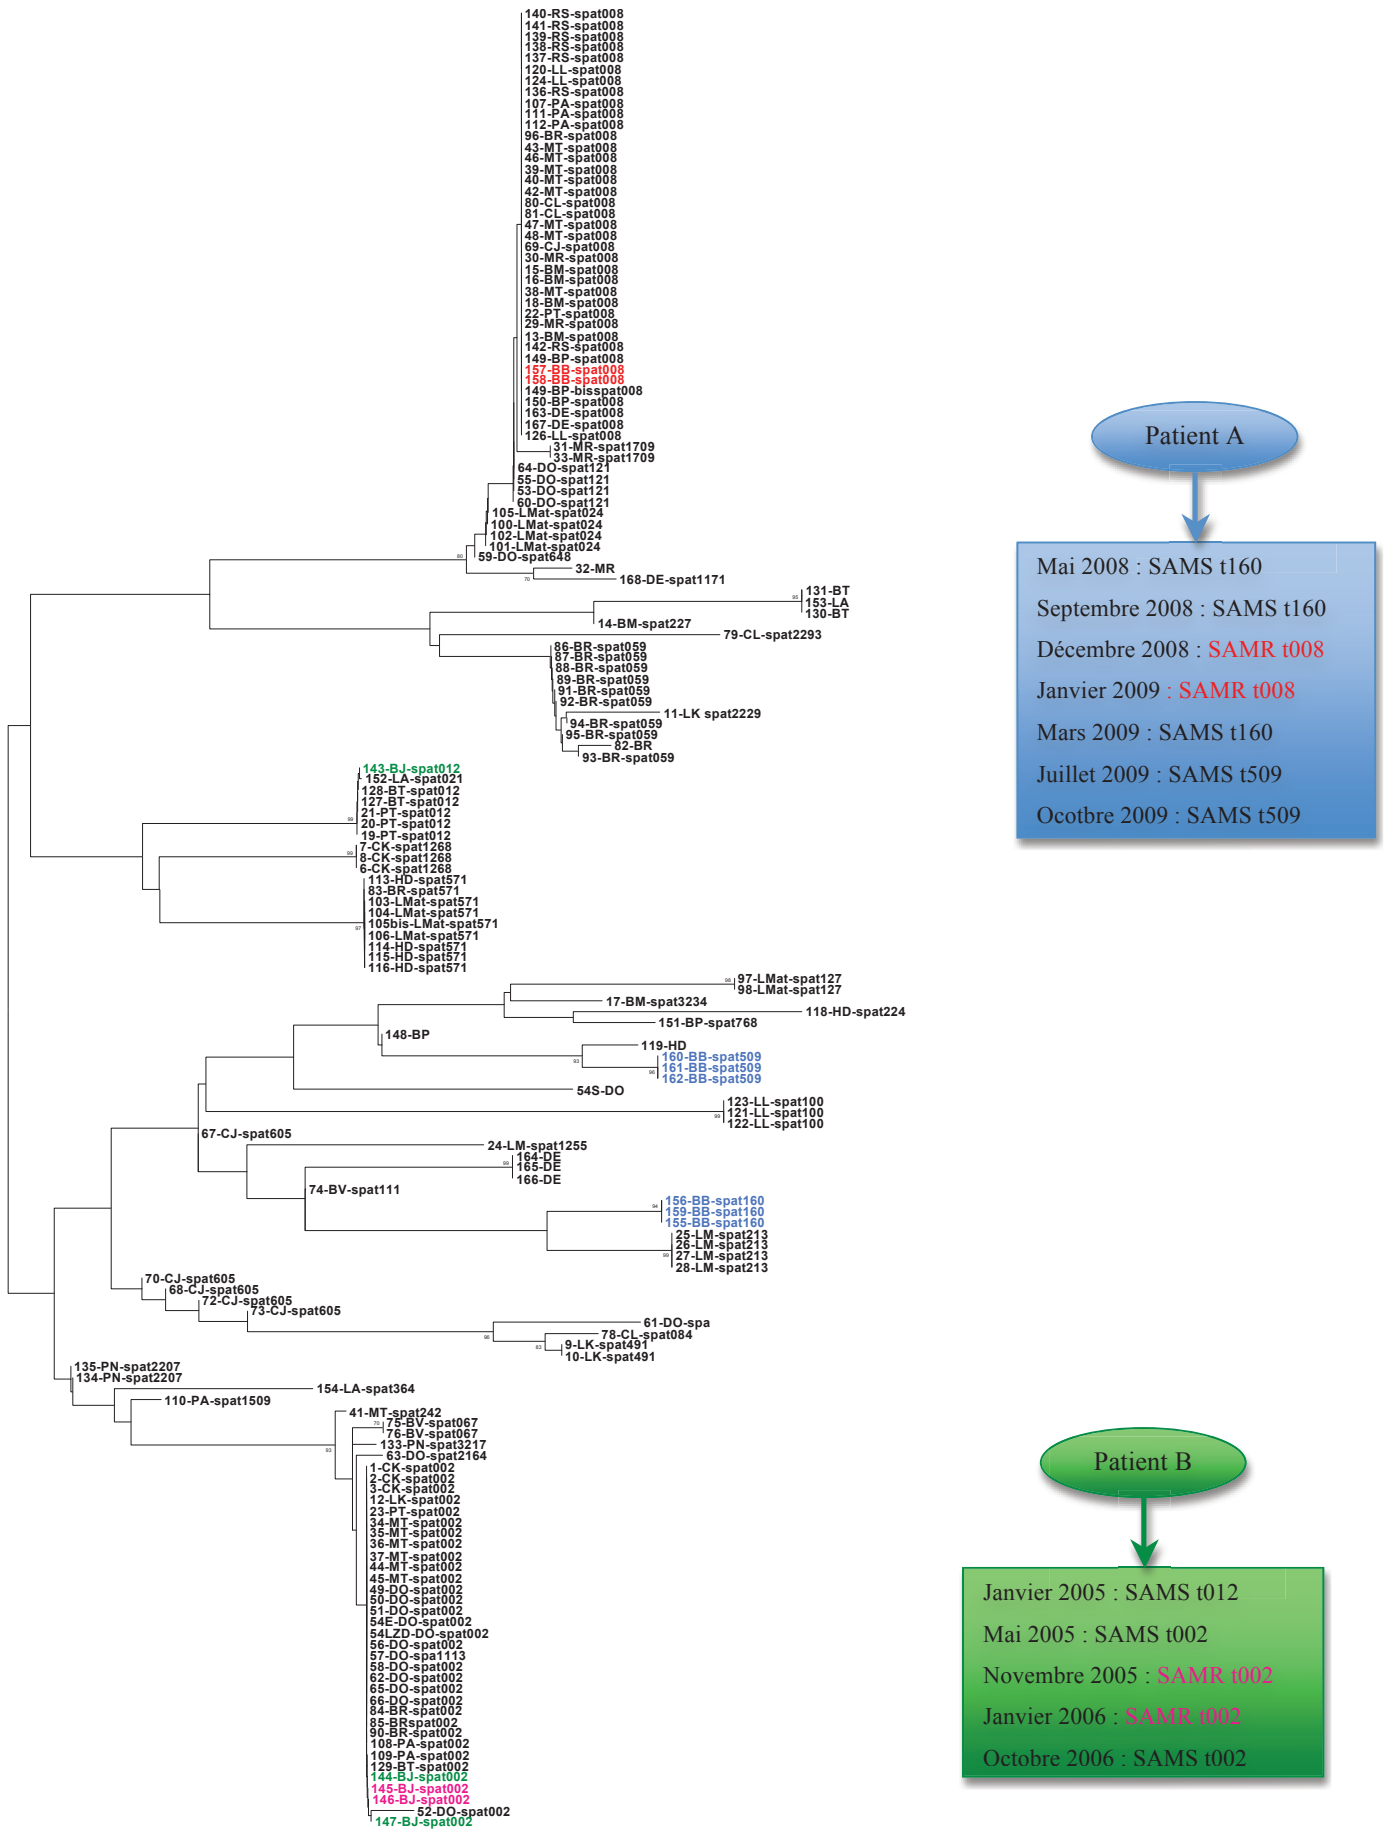 140-RS-spat008
141-RS-spat008
139-RS-spat008
138-RS-spat008
137-RS-spat008
120-LL-spat008
124-LL-spat008
136-RS-spat008
107-PA-spat008
111-PA-spat008
112-PA-spat008
96-BR-spat008
43-MT-spat008
46-MT-spat008
39-MT-spat008
40-MT-spat008
42-MT-spat008
80-CL-spat008
81-CL-spat008
47-MT-spat008
48-MT-spat008
69-CJ-spat008
30-MR-spat008
15-BM-spat008
16-BM-spat008
38-MT-spat008
18-BM-spat008
22-PT-spat008
29-MR-spat008
13-BM-spat008
142-RS-spat008
149-BP-spat008
157-BB-spat008
158-BB-spat008
149-BP-bisspat008
150-BP-spat008
163-DE-spat008
167-DE-spat008
126-LL-spat008
31-MR-spat1709
33-MR-spat1709
64-DO-spat121
55-DO-spat121
53-DO-spat121
60-DO-spat121
105-LMat-spat024
100-LMat-spat024
102-LMat-spat024
101-LMat-spat024
59-DO-spat648
80
32-MR
70
168-DE-spat1171
131-BT
95
153-LA
130-BT
14-BM-spat227
79-CL-spat2293
86-BR-spat059
87-BR-spat059
88-BR-spat059
89-BR-spat059
91-BR-spat059
92-BR-spat059
11-LK spat2229
94-BR-spat059
95-BR-spat059
82-BR
93-BR-spat059
143-BJ-spat012
152-LA-spat021
128-BT-spat012
127-BT-spat012
21-PT-spat012
99
20-PT-spat012
19-PT-spat012
7-CK-spat1268
99
8-CK-spat1268
6-CK-spat1268
113-HD-spat571
83-BR-spat571
103-LMat-spat571
104-LMat-spat571
105bis-LMat-spat571
97
106-LMat-spat571
114-HD-spat571
115-HD-spat571
116-HD-spat571
97-LMat-spat127
98-LMat-spat127
17-BM-spat3234
118-HD-spat224
151-BP-spat768
148-BP
119-HD
160-BB-spat509
93
161-BB-spat509
96
162-BB-spat509
54S-DO
123-LL-spat100
121-LL-spat100
99
122-LL-spat100
67-CJ-spat605
24-LM-spat1255
164-DE
99
165-DE
166-DE
74-BV-spat111
156-BB-spat160
94
159-BB-spat160
155-BB-spat160
25-LM-spat213
26-LM-spat213
27-LM-spat213
99
28-LM-spat213
70-CJ-spat605
68-CJ-spat605
72-CJ-spat605
73-CJ-spat605
61-DO-spa
98
78-CL-spat084
83
9-LK-spat491
10-LK-spat491
135-PN-spat2207
134-PN-spat2207
154-LA-spat364
110-PA-spat1509
41-MT-spat242
75-BV-spat067
76-BV-spat067
133-PN-spat3217
93
63-DO-spat2164
1-CK-spat002
2-CK-spat002
3-CK-spat002
12-LK-spat002
23-PT-spat002
34-MT-spat002
35-MT-spat002
36-MT-spat002
37-MT-spat002
44-MT-spat002
45-MT-spat002
49-DO-spat002
50-DO-spat002
51-DO-spat002
54E-DO-spat002
54LZD-DO-spat002
56-DO-spat002
57-DO-spa1113
58-DO-spat002
62-DO-spat002
65-DO-spat002
66-DO-spat002
84-BR-spat002
85-BRspat002
90-BR-spat002
108-PA-spat002
109-PA-spat002
129-BT-spat002
144-BJ-spat002
145-BJ-spat002
146-BJ-spat002
52-DO-spat002
147-BJ-spat002
Patient A
Mai 2008 : SAMS t160
Septembre 2008 : SAMS t160
Décembre 2008 : SAMR t008
Janvier 2009 : SAMR t008
Mars 2009 : SAMS t160
Juillet 2009 : SAMS t509
Ocotbre 2009 : SAMS t509
Patient B
Janvier 2005 : SAMS t012
Mai 2005 : SAMS t002
Novembre 2005 : SAMR t002
Janvier 2006 : SAMR t002
Octobre 2006 : SAMS t002